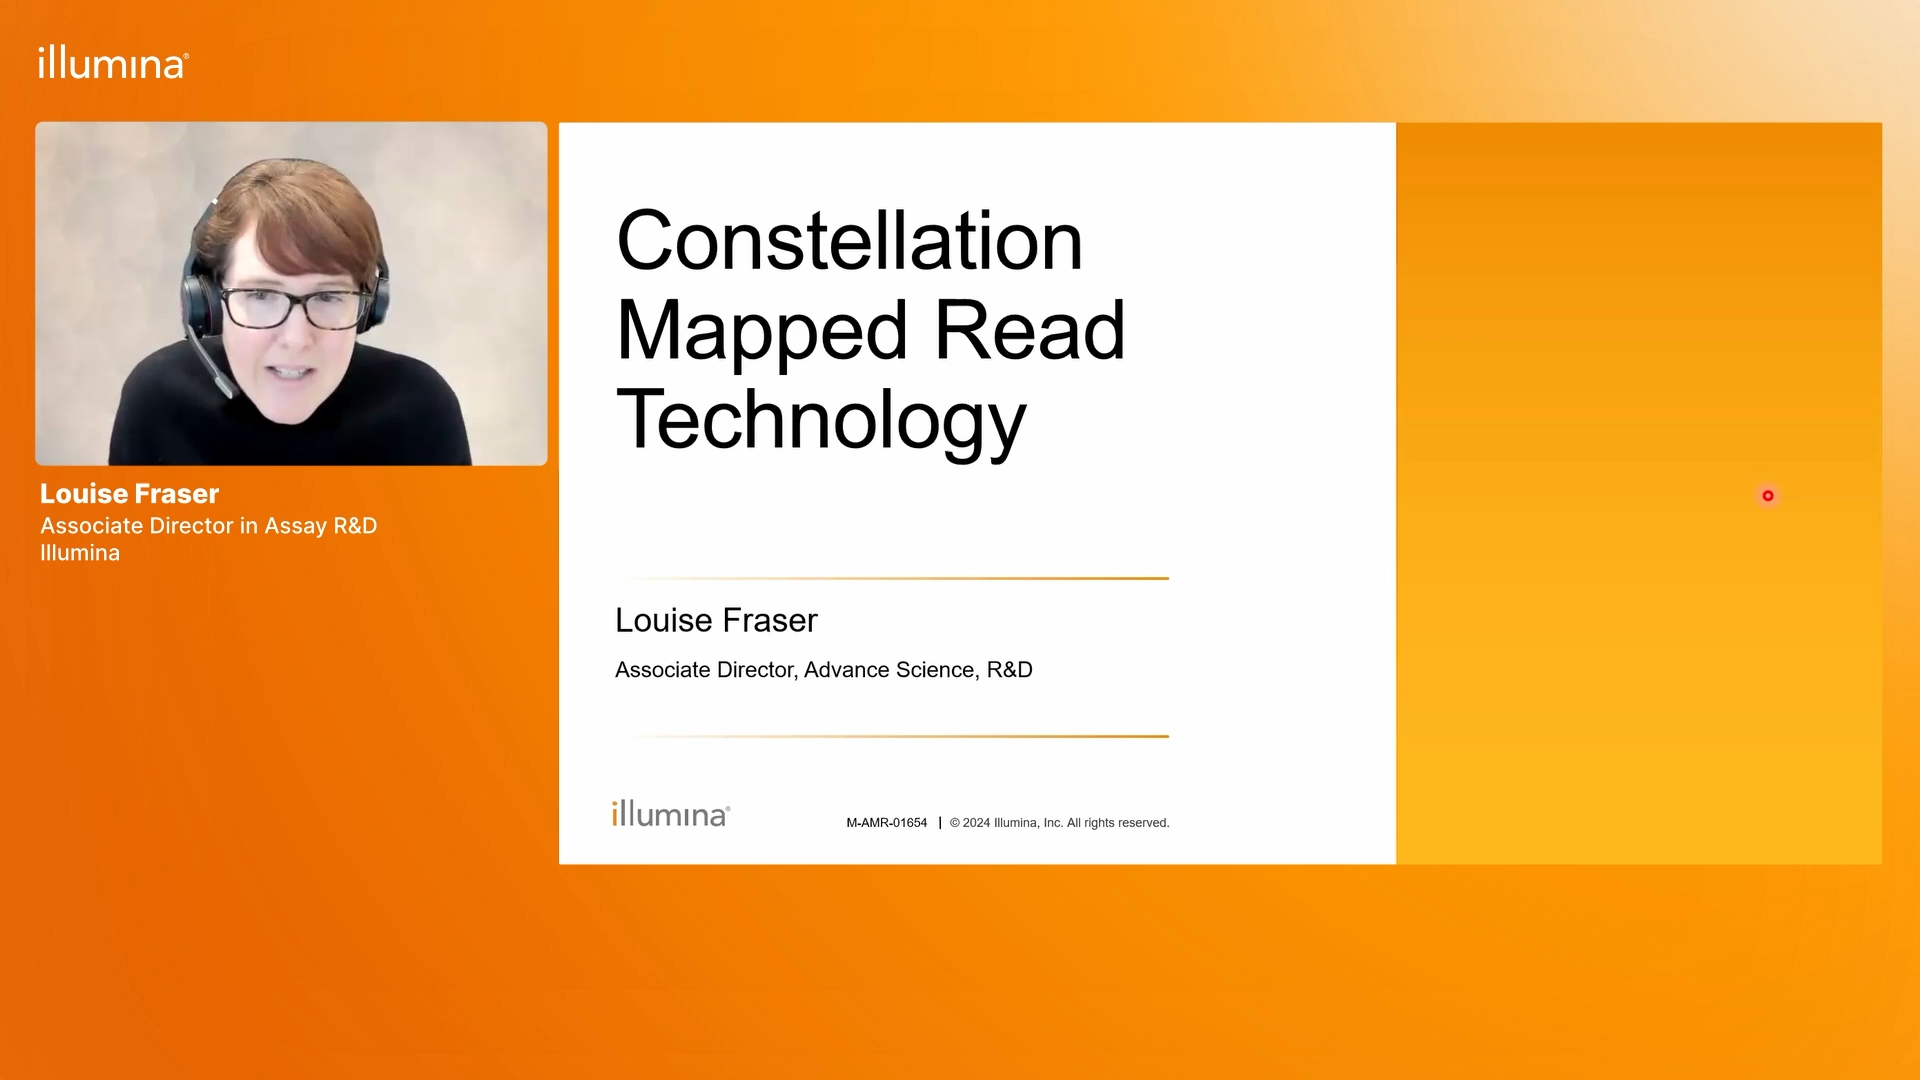 illumina®
Louise Fraser
Associate Director in Assay R&D
Illumina
Constellation
Mapped Read
Technology
Louise Fraser
Associate Director, Advance Science, R&D
illumina®
M-AMR-01654 | © 2024 Illumina, Inc. All rights reserved.